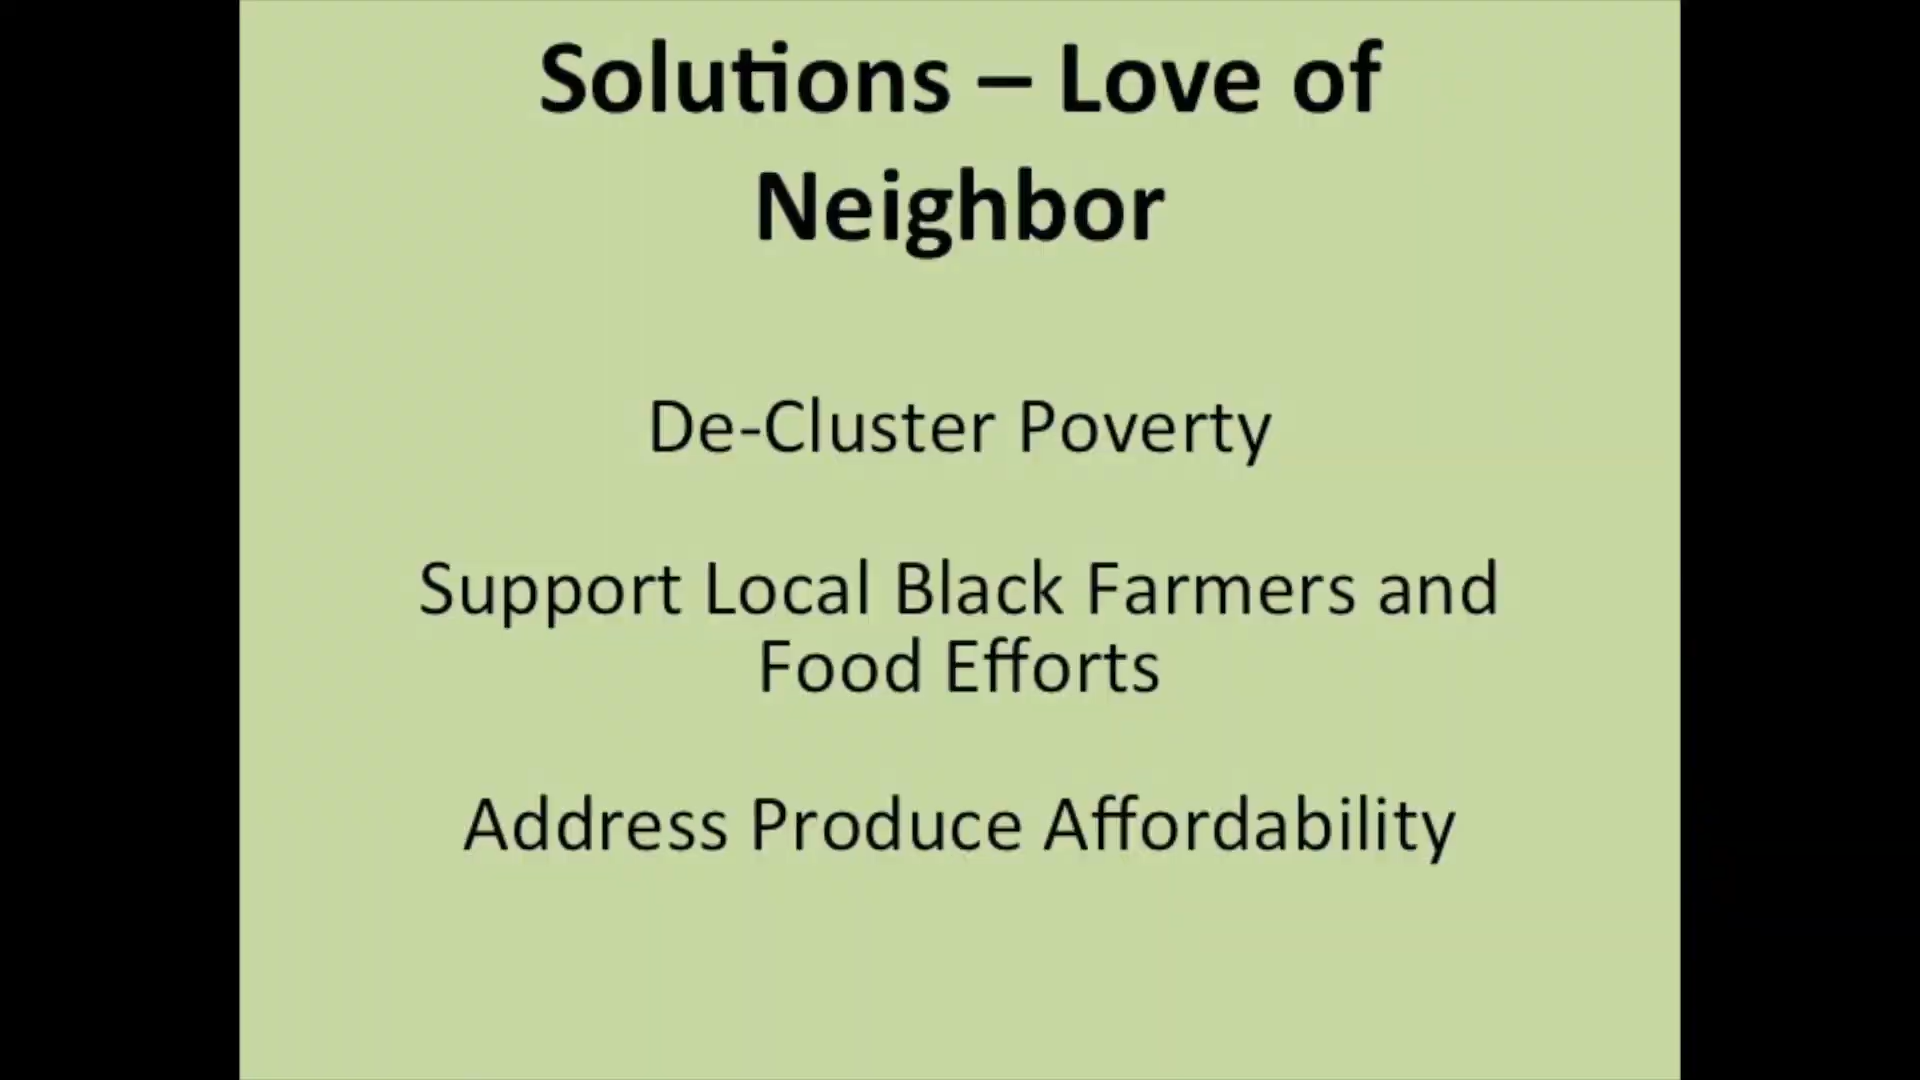 Solutions – Love of
Neighbor
De-Cluster Poverty
Support Local Black Farmers and
Food Efforts
Address Produce Affordability